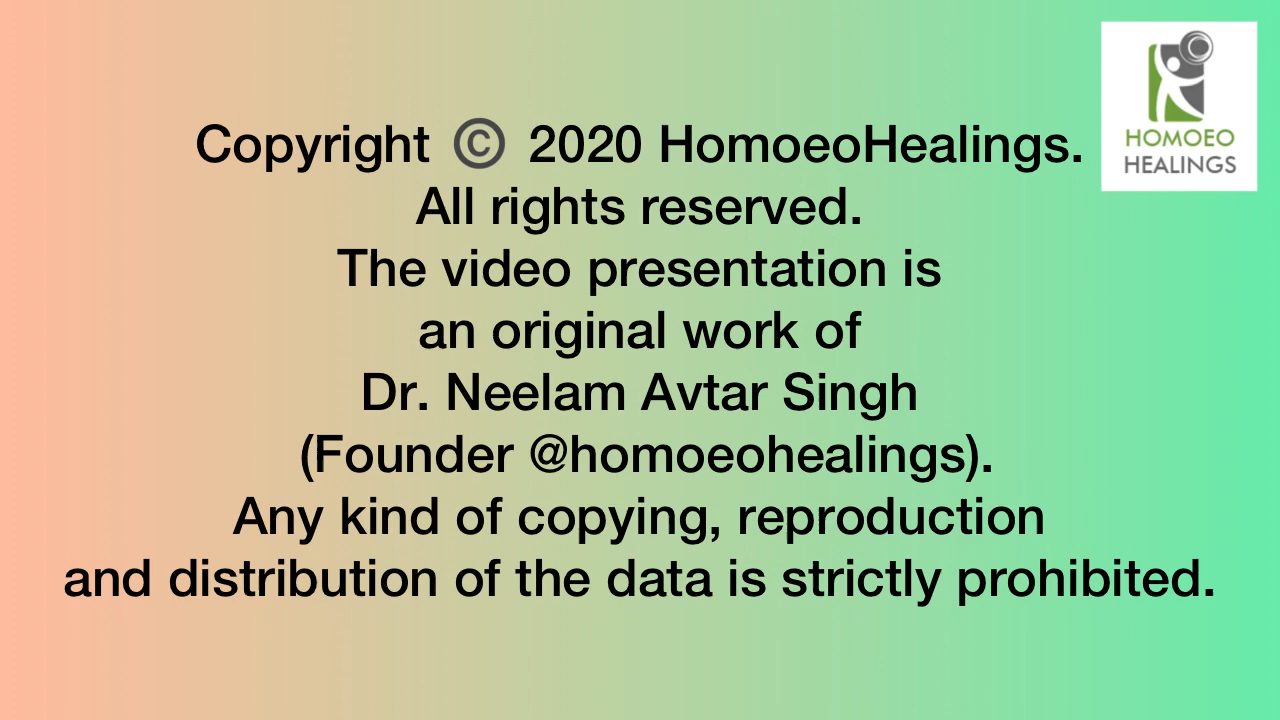 Copyright © 2020 HomoeoHealings.
All rights reserved.
The video presentation is
an original work of
Dr. Neelam Avtar Singh
(Founder @homoeohealings).
Any kind of copying, reproduction
and distribution of the data is strictly prohibited.
HOMOEO
HEALINGS